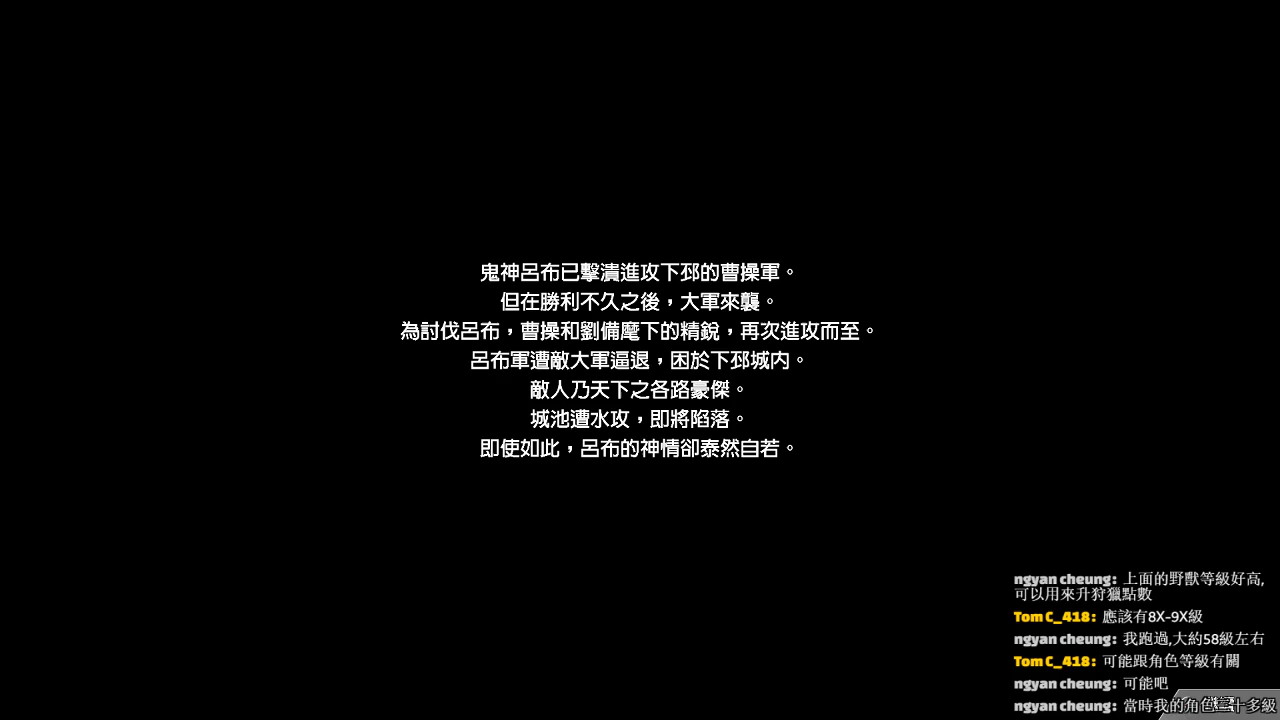 鬼神呂布已擊潰進攻下邳的曹操軍。
但在勝利不久之後，大軍來襲。
為討伐呂布，曹操和劉備麾下的精銳，再次進攻而至。
呂布軍遭敵大軍逼退，困於下邳城內。
敵人乃天下之各路豪傑。
城池遭水攻，即將陷落。
即使如此，呂布的神情卻泰然自若。
ngyan cheung: 上面的野獸等級好高,
可以用來升狩獵點數
Tom C_418: 應該有8X-9X級
ngyan cheung: 我跑過,大約58級左右
Tom C_418: 可能跟角色等級有關
ngyan cheung: 可能吧
ngyan cheung: 當時我的角色二十多級